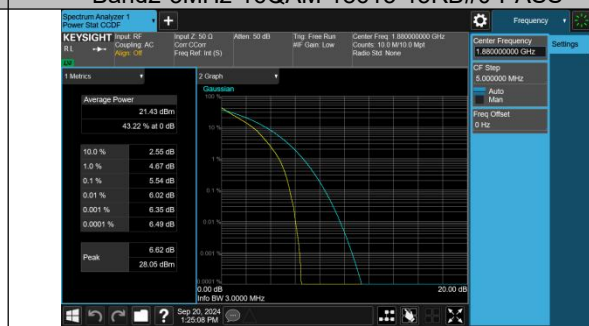 Spectrum Analyzer 1
Power Stat CCDF
Frequency
KEYSIGHT
Input: RF
Coupling: AC
Align: Off
Input Z: 50 Ω
Corr CCorr
Freq Ref: Int (S)
Atten: 50 dB
Trig: Free Run
#IF Gain: Low
Center Freq: 1.880000000 GHz
Counts: 10.0 M/10.0 Mpt
Radio Std: None
RL
Center Frequency
1.880000000 GHz
Settings
CF Step
5.000000 MHz
Auto
Man
Freq Offset
0 Hz
1 Metrics
2 Graph
Average Power
21.43 dBm
43.22 % at 0 dB
10.0 % 2.55 dB
1.0 % 4.67 dB
0.1 % 5.54 dB
0.01 % 6.02 dB
0.001 % 6.35 dB
0.0001 % 6.49 dB
Peak
6.62 dB
28.05 dBm
Gaussian
100 %
10 %
1 %
0.1 %
0.01 %
0.001 %
0.0001 %
0.00 dB
20.00 dB
Info BW 3.0000 MHz
Sep 20, 2024
1:25:08 PM